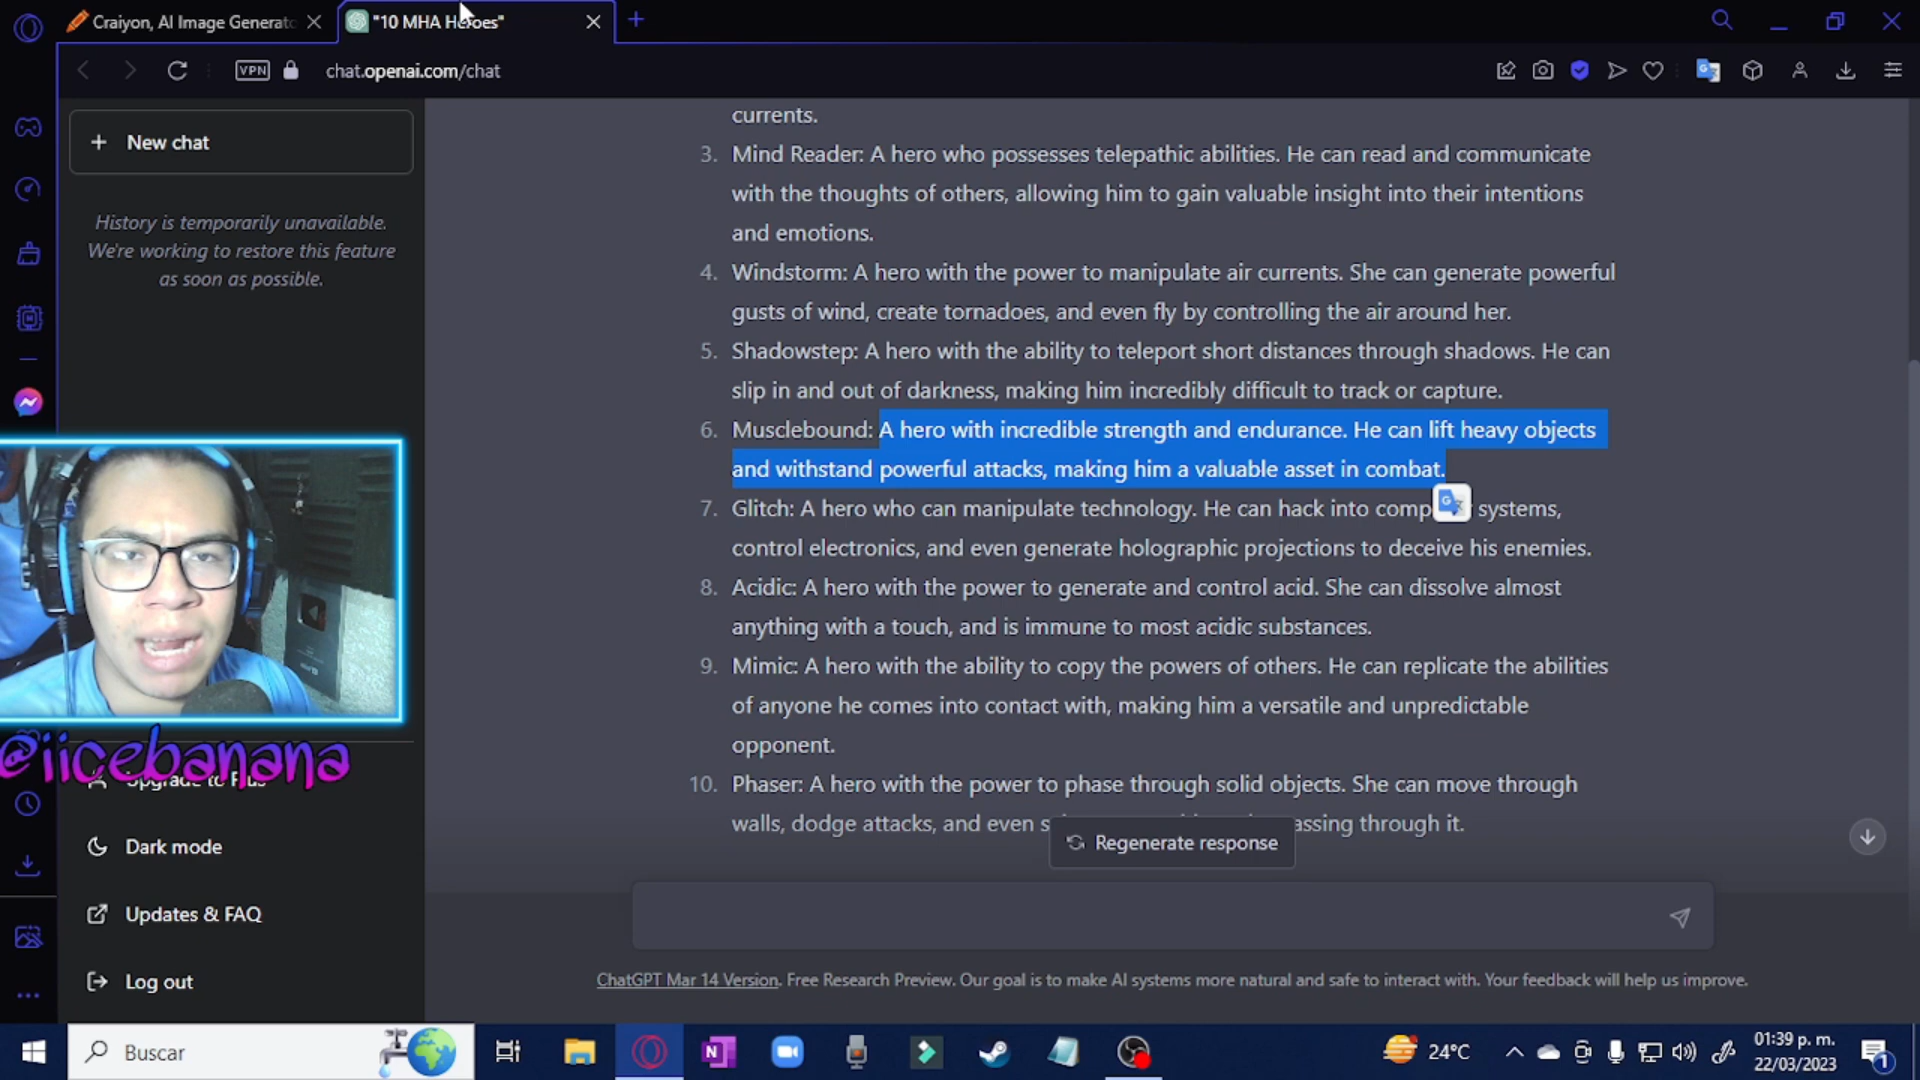 Craiyon, AI Image Generato
"10 MHA Heroes"
VPN
chat.openai.com/chat
New chat
History is temporarily unavailable.
We're working to restore this feature
as soon as possible.
currents.
3. Mind Reader: A hero who possesses telepathic abilities. He can read and communicate
with the thoughts of others, allowing him to gain valuable insight into their intentions
and emotions.
4. Windstorm: A hero with the power to manipulate air currents. She can generate powerful
gusts of wind, create tornadoes, and even fly by controlling the air around her.
5. Shadowstep: A hero with the ability to teleport short distances through shadows. He can
slip in and out of darkness, making him incredibly difficult to track or capture.
6. Musclebound: A hero with incredible strength and endurance. He can lift heavy objects
and withstand powerful attacks, making him a valuable asset in combat.
7. Glitch: A hero who can manipulate technology. He can hack into comp systems,
control electronics, and even generate holographic projections to deceive his enemies.
8. Acidic: A hero with the power to generate and control acid. She can dissolve almost
anything with a touch, and is immune to most acidic substances.
9. Mimic: A hero with the ability to copy the powers of others. He can replicate the abilities
of anyone he comes into contact with, making him a versatile and unpredictable
opponent.
10. Phaser: A hero with the power to phase through solid objects. She can move through
walls, dodge attacks, and even assing through it.
Regenerate response
@iicebanana
Upgrade to Plus
Dark mode
Updates & FAQ
Log out
ChatGPT Mar 14 Version. Free Research Preview. Our goal is to make AI systems more natural and safe to interact with. Your feedback will help us improve.
Buscar
24°C
01:39 p. m.
22/03/2023
1